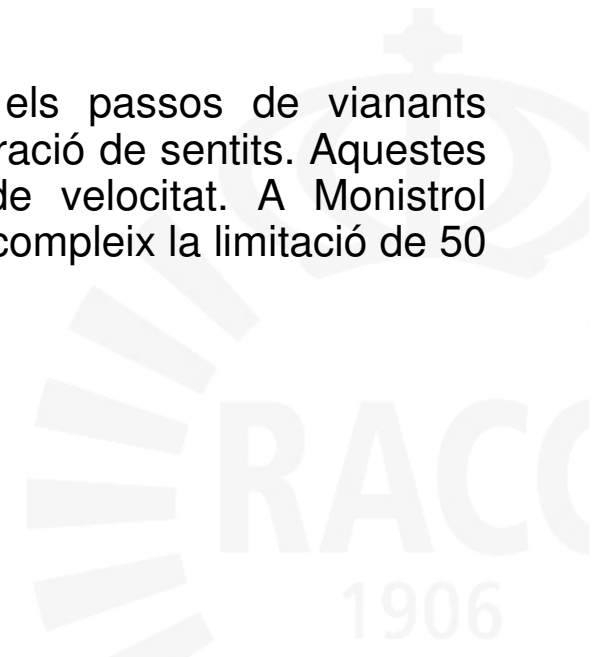 els passos de vianants
ració de sentits. Aquestes
de velocitat. A Monistrol
compleix la limitació de 50
RACC
1906